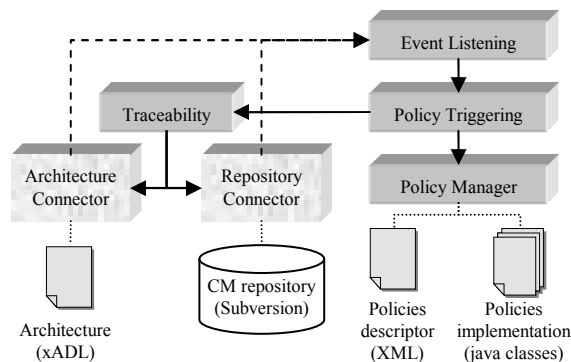 Event Listening
Traceability
Policy Triggering
Architecture
Connector
Repository
Connector
Policy Manager
CM repository
(Subversion)
Architecture
(xADL)
Policies
descriptor
(XML)
Policies
implementation
(java classes)